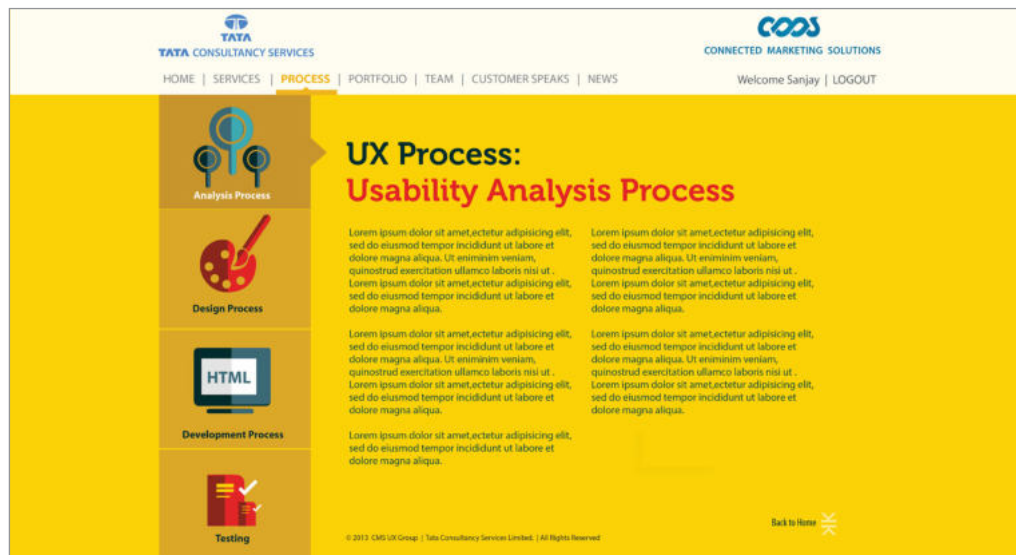 TATA
TATA CONSULTANCY SERVICES
CONNECTED MARKETING SOLUTIONS
HOME | SERVICES | PROCESS | PORTFOLIO | TEAM | CUSTOMER SPEAKS | NEWS
Welcome Sanjay | LOGOUT
Analysis Process
Design Process
HTML
Development Process
Testing
UX Process:
Usability Analysis Process
Lorem ipsum dolor sit amet,ectetur adipisicing elit,
sed do eiusmod tempor incididunt ut labore et
dolore magna aliqua. Ut eniminim veniam,
quinostrud exercitation ullamco laboris nisi ut .
Lorem ipsum dolor sit amet,ectetur adipisicing elit,
sed do eiusmod tempor incididunt ut labore et
dolore magna aliqua.
Lorem ipsum dolor sit amet,ectetur adipisicing elit,
sed do eiusmod tempor incididunt ut labore et
dolore magna aliqua. Ut eniminim veniam,
quinostrud exercitation ullamco laboris nisi ut .
Lorem ipsum dolor sit amet,ectetur adipisicing elit,
sed do eiusmod tempor incididunt ut labore et
dolore magna aliqua.
Lorem ipsum dolor sit amet,ectetur adipisicing elit,
sed do eiusmod tempor incididunt ut labore et
dolore magna aliqua.
Lorem ipsum dolor sit amet,ectetur adipisicing elit,
sed do eiusmod tempor incididunt ut labore et
dolore magna aliqua. Ut eniminim veniam,
quinostrud exercitation ullamco laboris nisi ut .
Lorem ipsum dolor sit amet,ectetur adipisicing elit,
sed do eiusmod tempor incididunt ut labore et
dolore magna aliqua.
Lorem ipsum dolor sit amet,ectetur adipisicing elit,
sed do eiusmod tempor incididunt ut labore et
dolore magna aliqua. Ut eniminim veniam,
quinostrud exercitation ullamco laboris nisi ut .
Lorem ipsum dolor sit amet,ectetur adipisicing elit,
sed do eiusmod tempor incididunt ut labore et
dolore magna aliqua.
Back to Home
© 2013 CMS UX Group | Tata Consultancy Services Limited. | All Rights Reserved